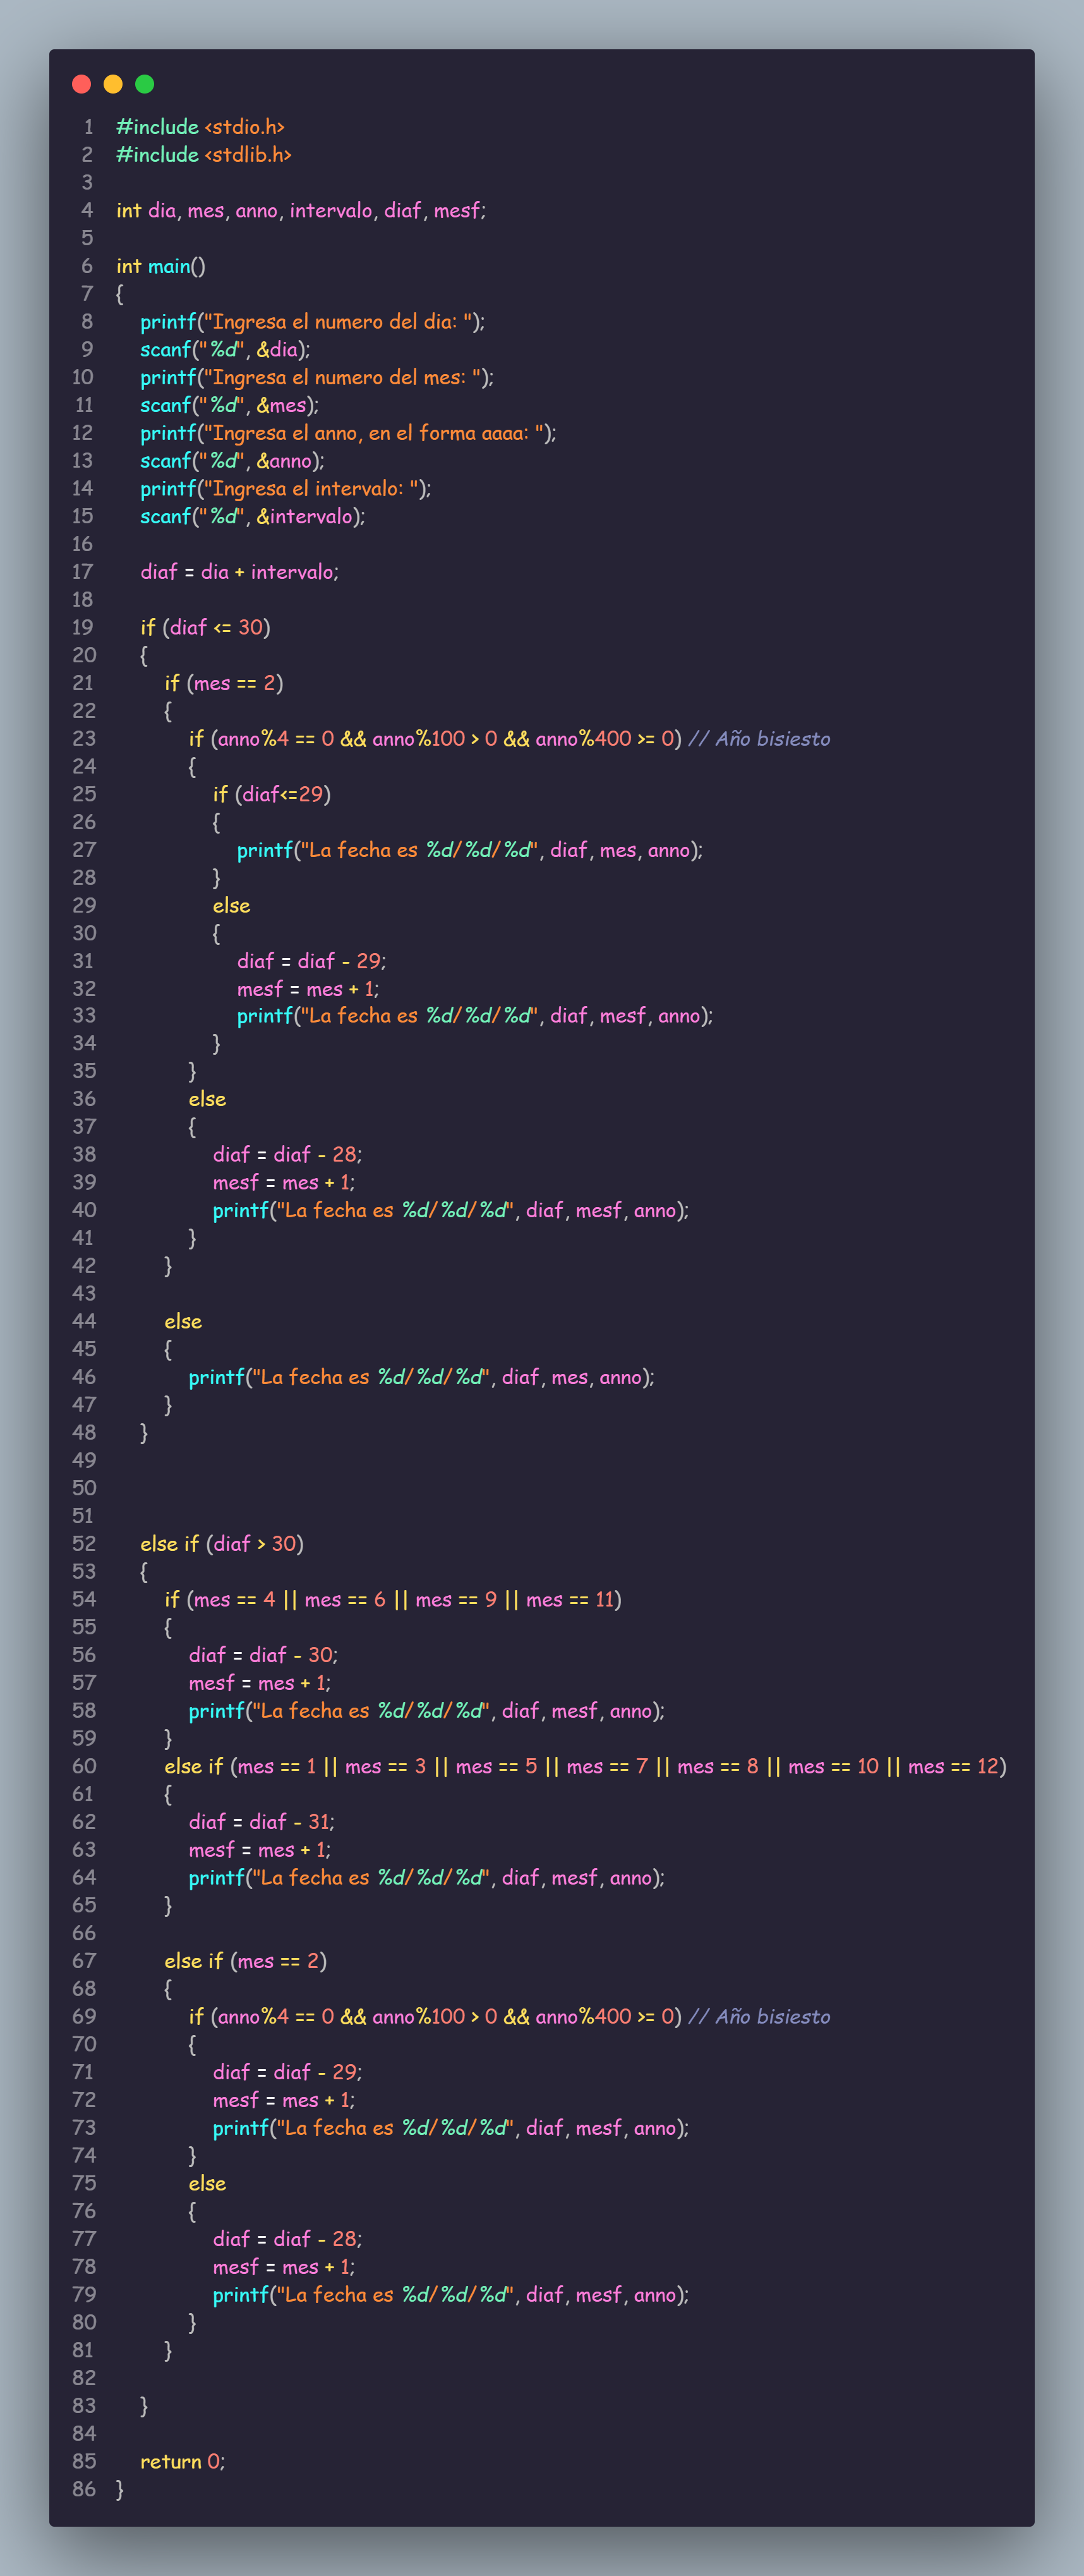 1 #include <stdio.h>
2 #include <stdlib.h>
3
4 int dia, mes, anno, intervalo, diaf, mesf;
5
6 int main()
7 {
8 printf("Ingresa el numero del dia: ");
9 scanf("%d", &dia);
10 printf("Ingresa el numero del mes: ");
11 scanf("%d", &mes);
12 printf("Ingresa el anno, en el forma aaaa: ");
13 scanf("%d", &anno);
14 printf("Ingresa el intervalo: ");
15 scanf("%d", &intervalo);
16
17 diaf = dia + intervalo;
18
19 if (diaf <= 30)
20 {
21 if (mes == 2)
22 {
23 if (anno%4 == 0 && anno%100 > 0 && anno%400 >= 0) // Año bisiesto
24 {
25 if (diaf<=29)
26 {
27 printf("La fecha es %d/%d/%d", diaf, mes, anno);
28 }
29 else
30 {
31 diaf = diaf - 29;
32 mesf = mes + 1;
33 printf("La fecha es %d/%d/%d", diaf, mesf, anno);
34 }
35 }
36 else
37 {
38 diaf = diaf - 28;
39 mesf = mes + 1;
40 printf("La fecha es %d/%d/%d", diaf, mesf, anno);
41 }
42 }
43
44 else
45 {
46 printf("La fecha es %d/%d/%d", diaf, mes, anno);
47 }
48 }
49
50
51
52 else if (diaf > 30)
53 {
54 if (mes == 4 || mes == 6 || mes == 9 || mes == 11)
55 {
56 diaf = diaf - 30;
57 mesf = mes + 1;
58 printf("La fecha es %d/%d/%d", diaf, mesf, anno);
59 }
60 else if (mes == 1 || mes == 3 || mes == 5 || mes == 7 || mes == 8 || mes == 10 || mes == 12)
61 {
62 diaf = diaf - 31;
63 mesf = mes + 1;
64 printf("La fecha es %d/%d/%d", diaf, mesf, anno);
65 }
66
67 else if (mes == 2)
68 {
69 if (anno%4 == 0 && anno%100 > 0 && anno%400 >= 0) // Año bisiesto
70 {
71 diaf = diaf - 29;
72 mesf = mes + 1;
73 printf("La fecha es %d/%d/%d", diaf, mesf, anno);
74 }
75 else
76 {
77 diaf = diaf - 28;
78 mesf = mes + 1;
79 printf("La fecha es %d/%d/%d", diaf, mesf, anno);
80 }
81 }
82
83 }
84
85 return 0;
86 }